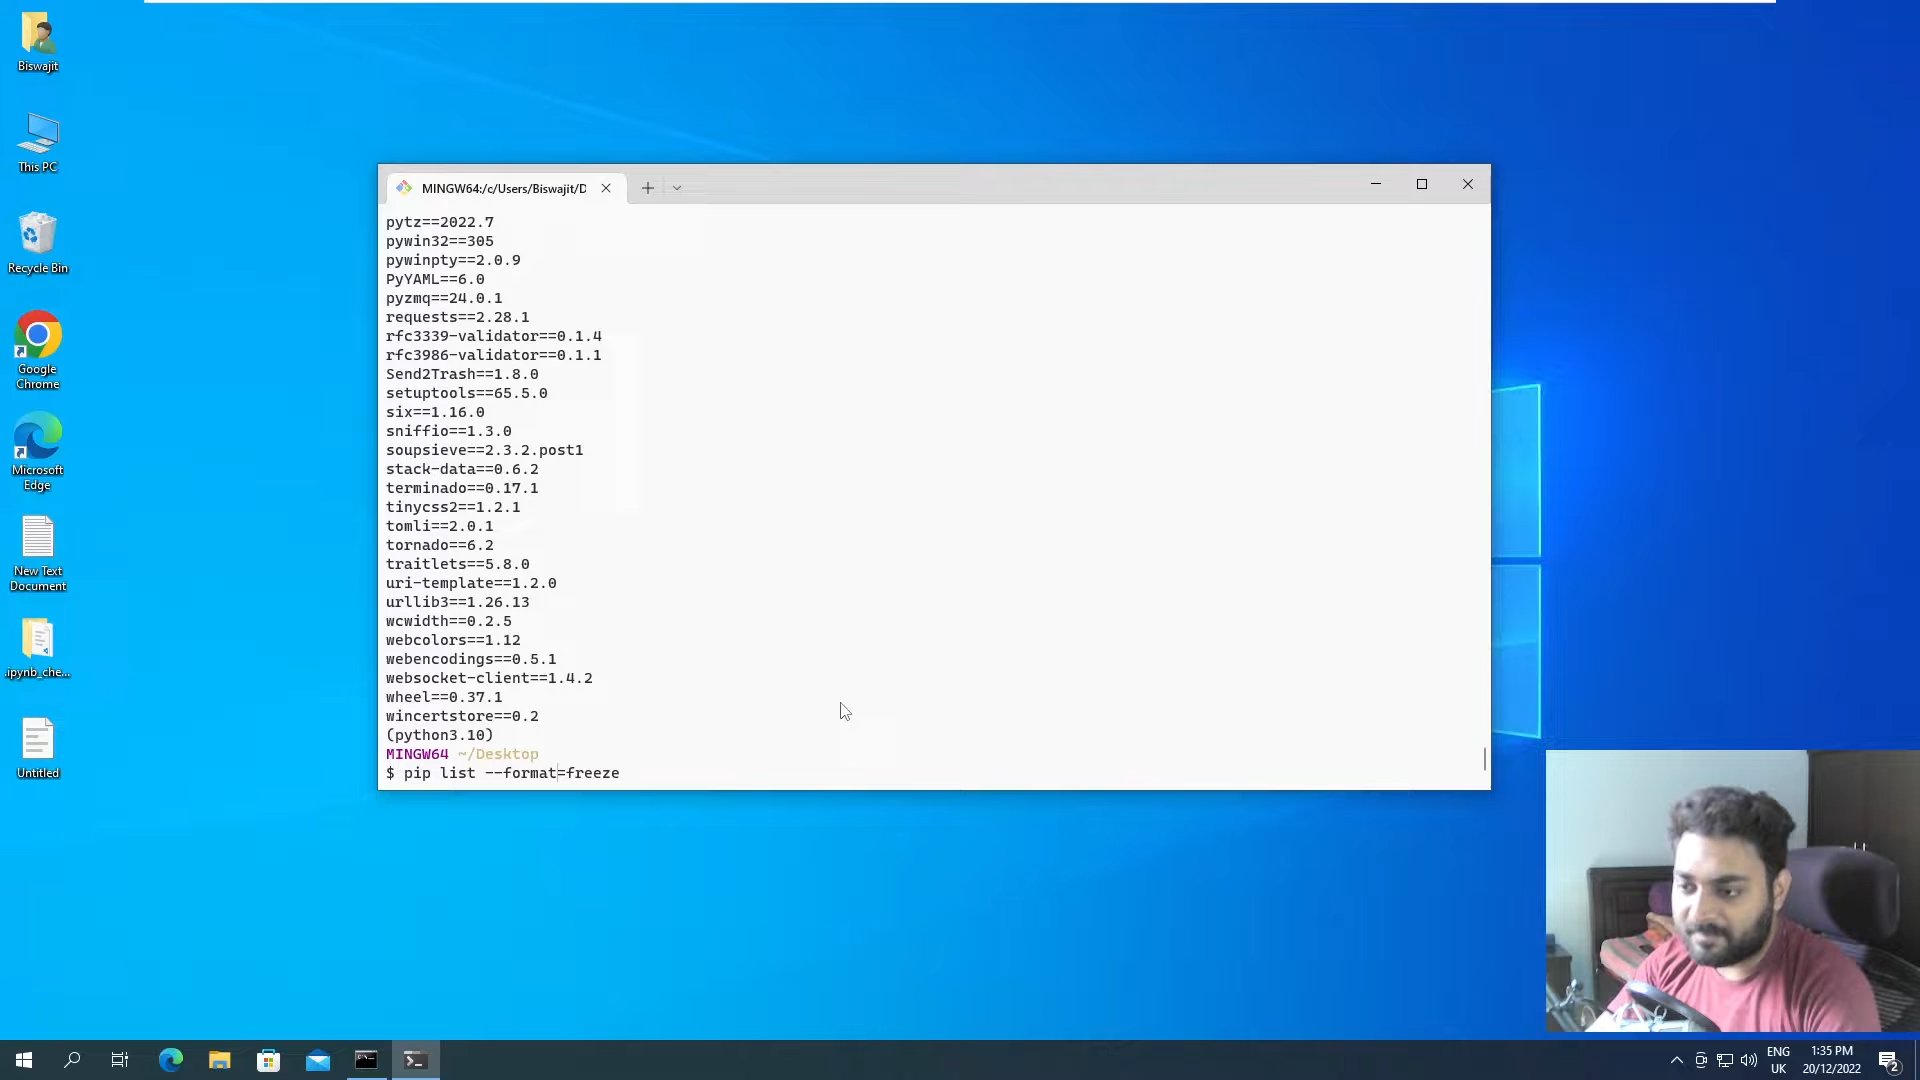 Biswajit
This PC
Recycle Bin
Google
Chrome
Microsoft
Edge
New Text
Document
.ipynb_che...
Untitled
MINGW64:/c/Users/Biswajit/D
pytz==2022.7
pywin32==305
pywinpty==2.0.9
PyYAML==6.0
pyzmq==24.0.1
requests==2.28.1
rfc3339-validator==0.1.4
rfc3986-validator==0.1.1
Send2Trash==1.8.0
setuptools==65.5.0
six==1.16.0
sniffio==1.3.0
soupsieve==2.3.2.post1
stack-data==0.6.2
terminado==0.17.1
tinycss2==1.2.1
tomli==2.0.1
tornado==6.2
traitlets==5.8.0
uri-template==1.2.0
urllib3==1.26.13
wcwidth==0.2.5
webcolors==1.12
webencodings==0.5.1
websocket-client==1.4.2
wheel==0.37.1
wincertstore==0.2
(python3.10)
MINGW64 ~/Desktop
$ pip list --format=freeze
ENG
UK
1:35 PM
20/12/2022
2